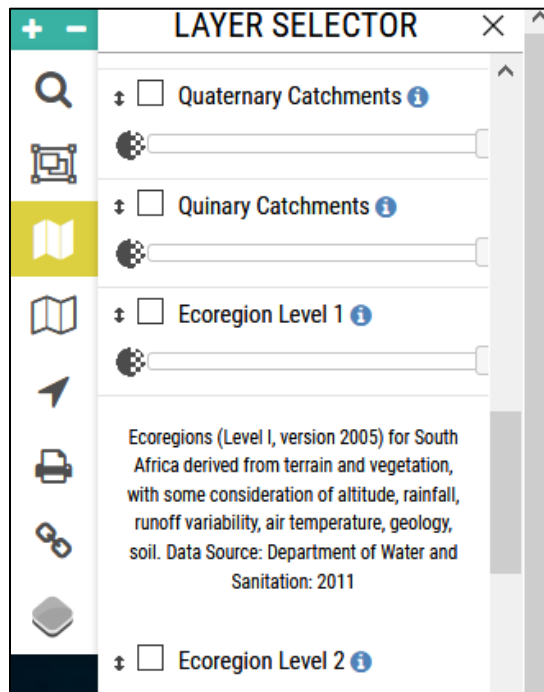 LAYER SELECTOR
Quaternary Catchments
Quinary Catchments
Ecoregion Level 1
Ecoregions (Level I, version 2005) for South
Africa derived from terrain and vegetation,
with some consideration of altitude, rainfall,
runoff variability, air temperature, geology,
soil. Data Source: Department of Water and
Sanitation: 2011
Ecoregion Level 2